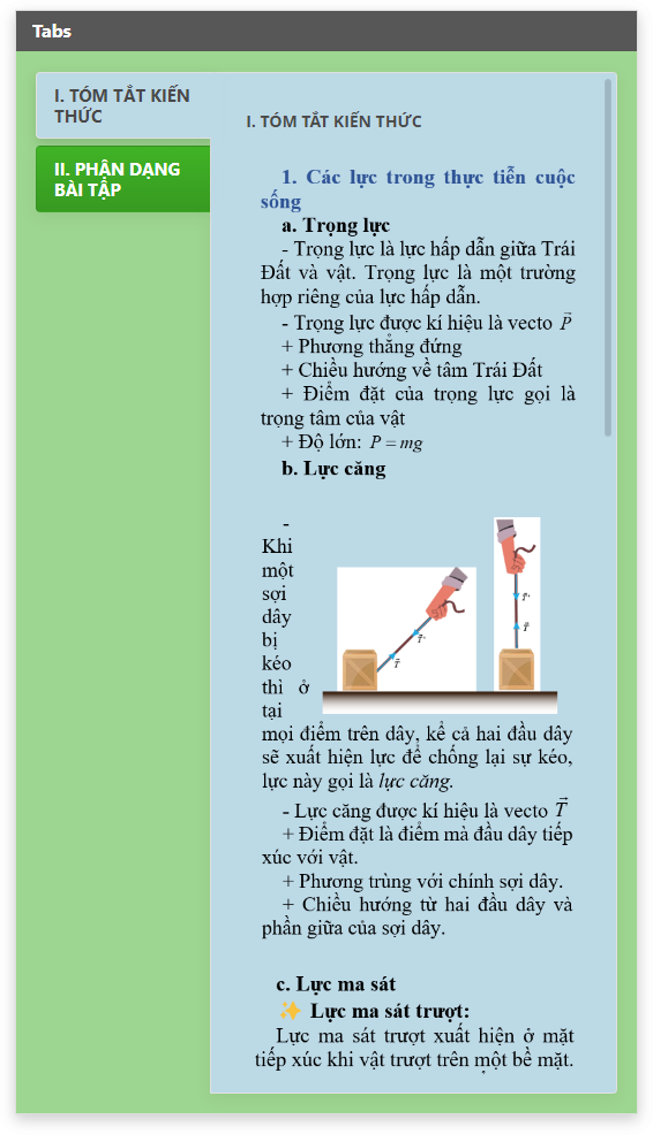 Tabs
I. TÓM TẮT KIẾN
THỨC
II. PHÂN DẠNG
BÀI TẬP
I. TÓM TẮT KIẾN THỨC
1. Các lực trong thực tiễn cuộc
sống
a. Trọng lực
- Trọng lực là lực hấp dẫn giữa Trái
Đất và vật. Trọng lực là một trường
hợp riêng của lực hấp dẫn.
- Trọng lực được kí hiệu là vecto P⃗
+ Phương thẳng đứng
+ Chiều hướng về tâm Trái Đất
+ Điểm đặt của trọng lực gọi là
trọng tâm của vật
+ Độ lớn: P = mg
b. Lực căng
-
Khi
một
sợi
dây
bị
kéo
thì ở
tại
T⃗'
T⃗
T⃗'
T⃗
mọi điểm trên dây, kể cả hai đầu dây
sẽ xuất hiện lực để chống lại sự kéo,
lực này gọi là lực căng.
- Lực căng được kí hiệu là vecto T⃗
+ Điểm đặt là điểm mà đầu dây tiếp
xúc với vật.
+ Phương trùng với chính sợi dây.
+ Chiều hướng từ hai đầu dây và
phần giữa của sợi dây.
c. Lực ma sát
✨ Lực ma sát trượt:
Lực ma sát trượt xuất hiện ở mặt
tiếp xúc khi vật trượt trên một bề mặt.